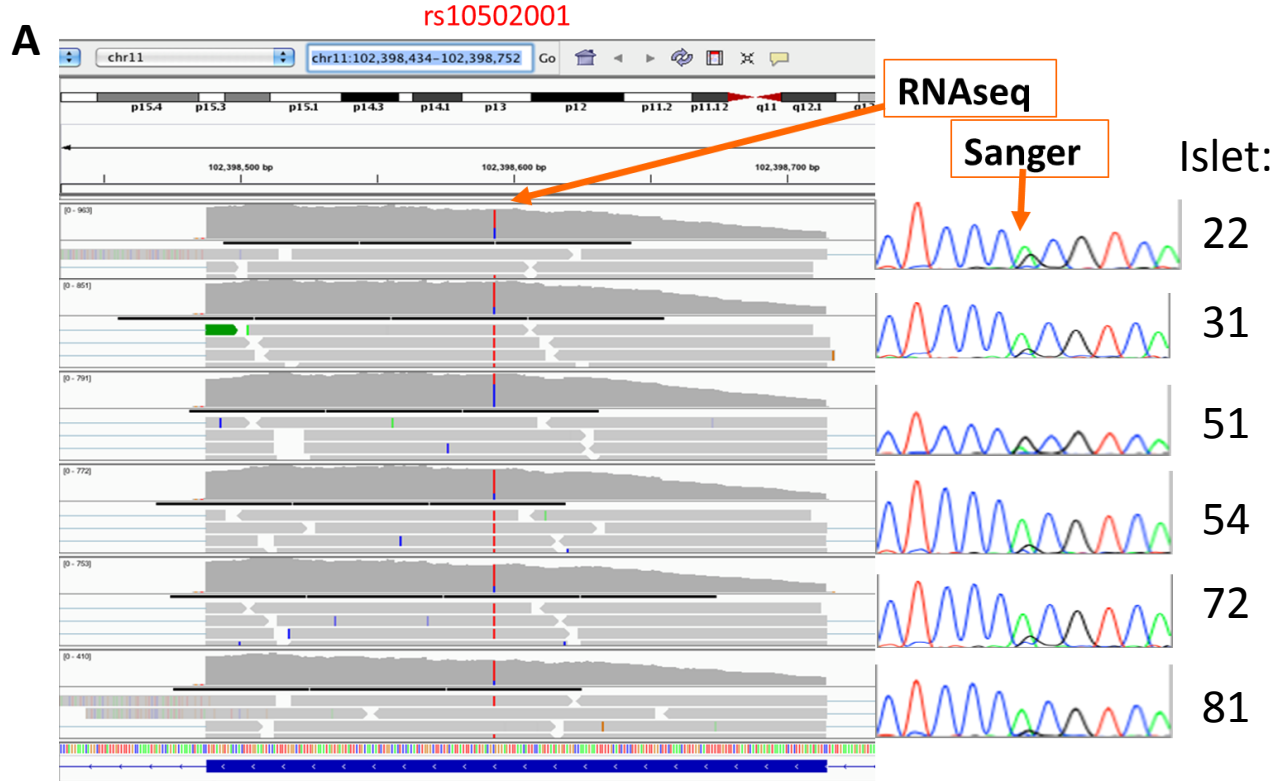 rs10502001
A
chr11
chr11:102,398,434-102,398,752
Go
p15.4 p15.3 p15.1 p14.3 p14.1 p13 p12 p11.2 p11.12 q11 q12.1
RNAseq
Sanger
Islet:
102,398,500 bp 102,398,600 bp 102,398,700 bp
[0 - 963]
22
[0 - 851]
31
[0 - 791]
51
[0 - 772]
54
[0 - 753]
72
[0 - 410]
81